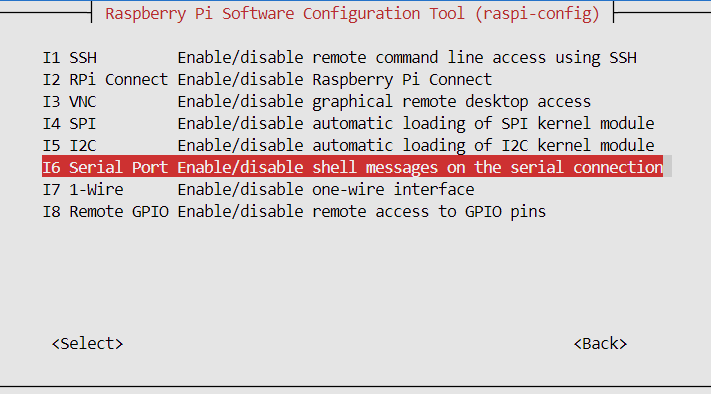 Raspberry Pi Software Configuration Tool (raspi-config)
I1 SSH Enable/disable remote command line access using SSH
I2 RPi Connect Enable/disable Raspberry Pi Connect
I3 VNC Enable/disable graphical remote desktop access
I4 SPI Enable/disable automatic loading of SPI kernel module
I5 I2C Enable/disable automatic loading of I2C kernel module
I6 Serial Port Enable/disable shell messages on the serial connection
I7 1-Wire Enable/disable one-wire interface
I8 Remote GPIO Enable/disable remote access to GPIO pins
<Select> <Back>